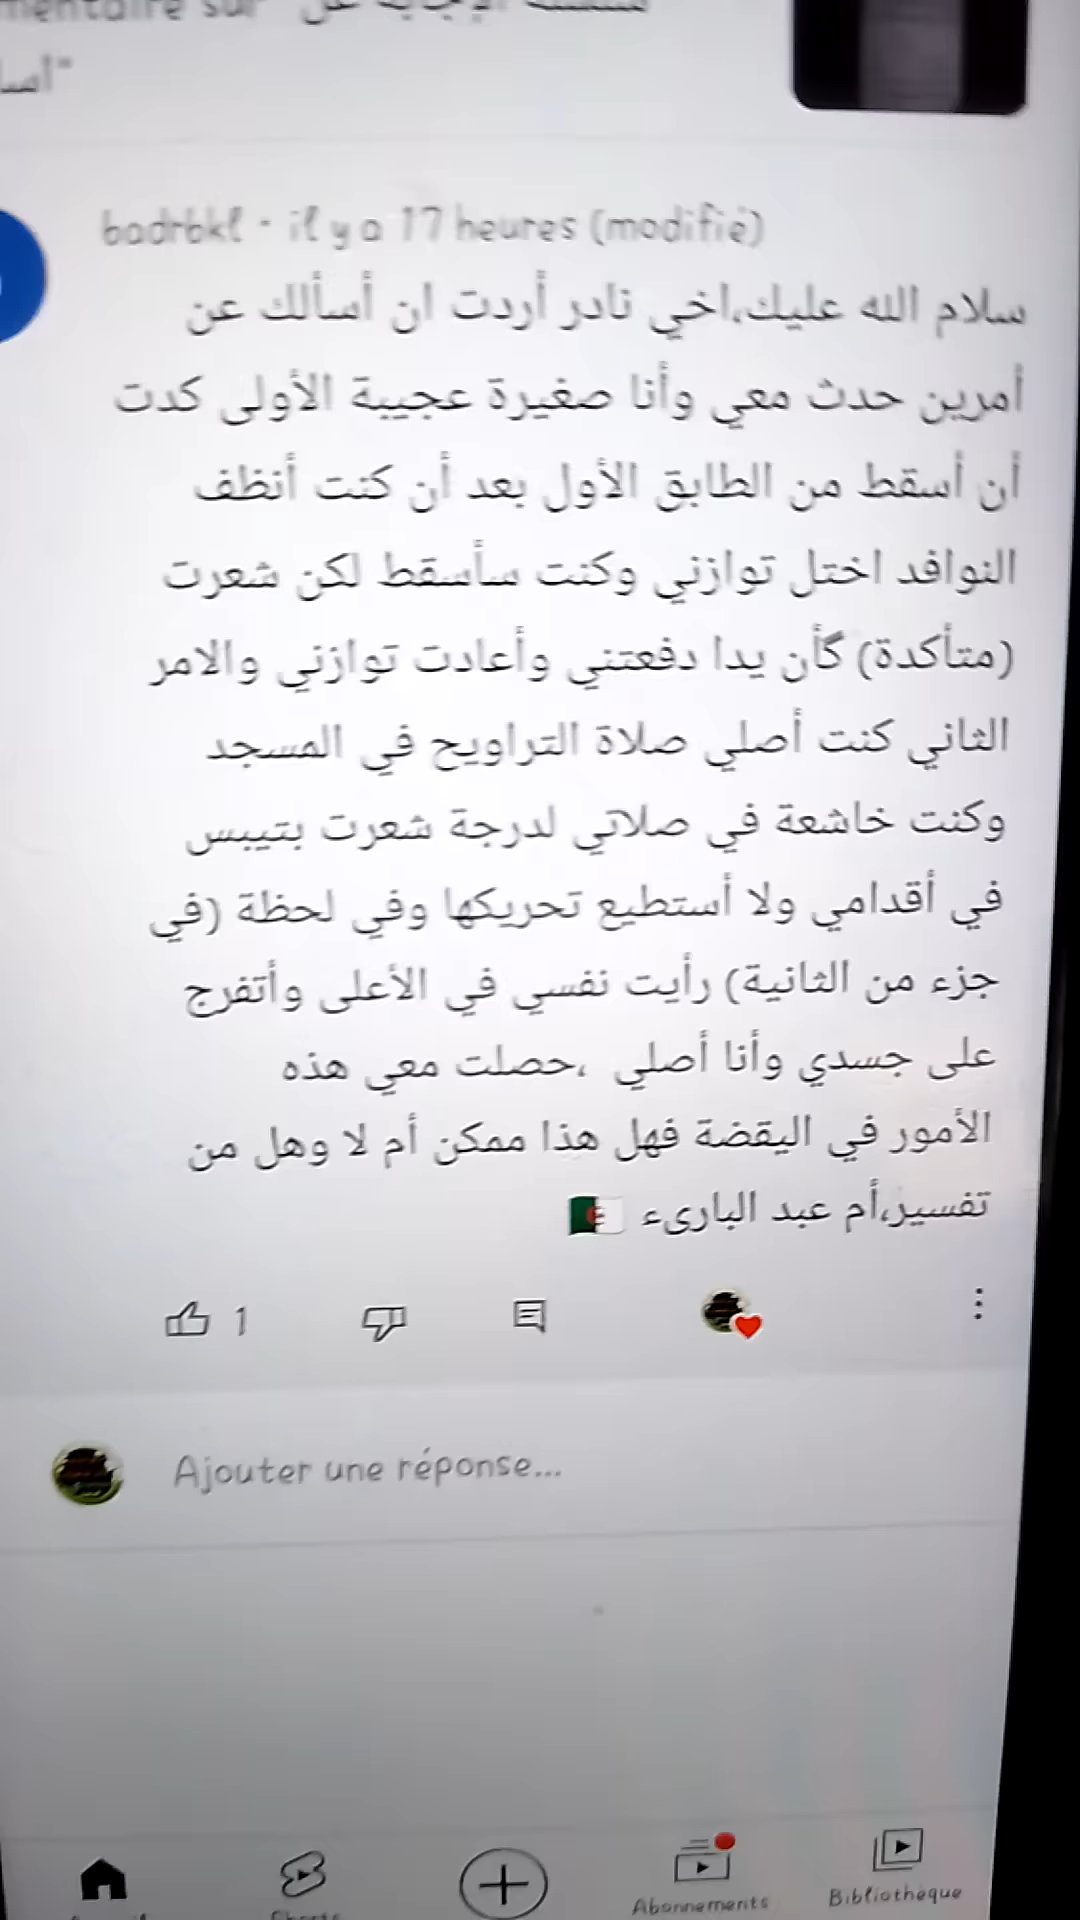 "اسا
badrbkl · il y a 17 heures (modifié)
سلام الله عليك،اخي نادر أردت ان أسألك عن
أمرين حدث معي وأنا صغيرة عجيبة الأولى كدت
أن أسقط من الطابق الأول بعد أن كنت أنظف
النوافد اختل توازني وكنت سأسقط لكن شعرت
(متأكدة) گأن يدا دفعتني وأعادت توازني والامر
الثاني كنت أصلي صلاة التراويح في المسجد
وكنت خاشعة في صلاتي لدرجة شعرت بتيبس
في أقدامي ولا أستطيع تحريكها وفي لحظة (في
جزء من الثانية) رأيت نفسي في الأعلى وأتفرج
على جسدي وأنا أصلي ،حصلت معي هذه
الأمور في اليقضة فهل هذا ممكن أم لا وهل من
تفسير،أم عبد البارىء
1
Ajouter une réponse...
Abonnements
Bibliothèque